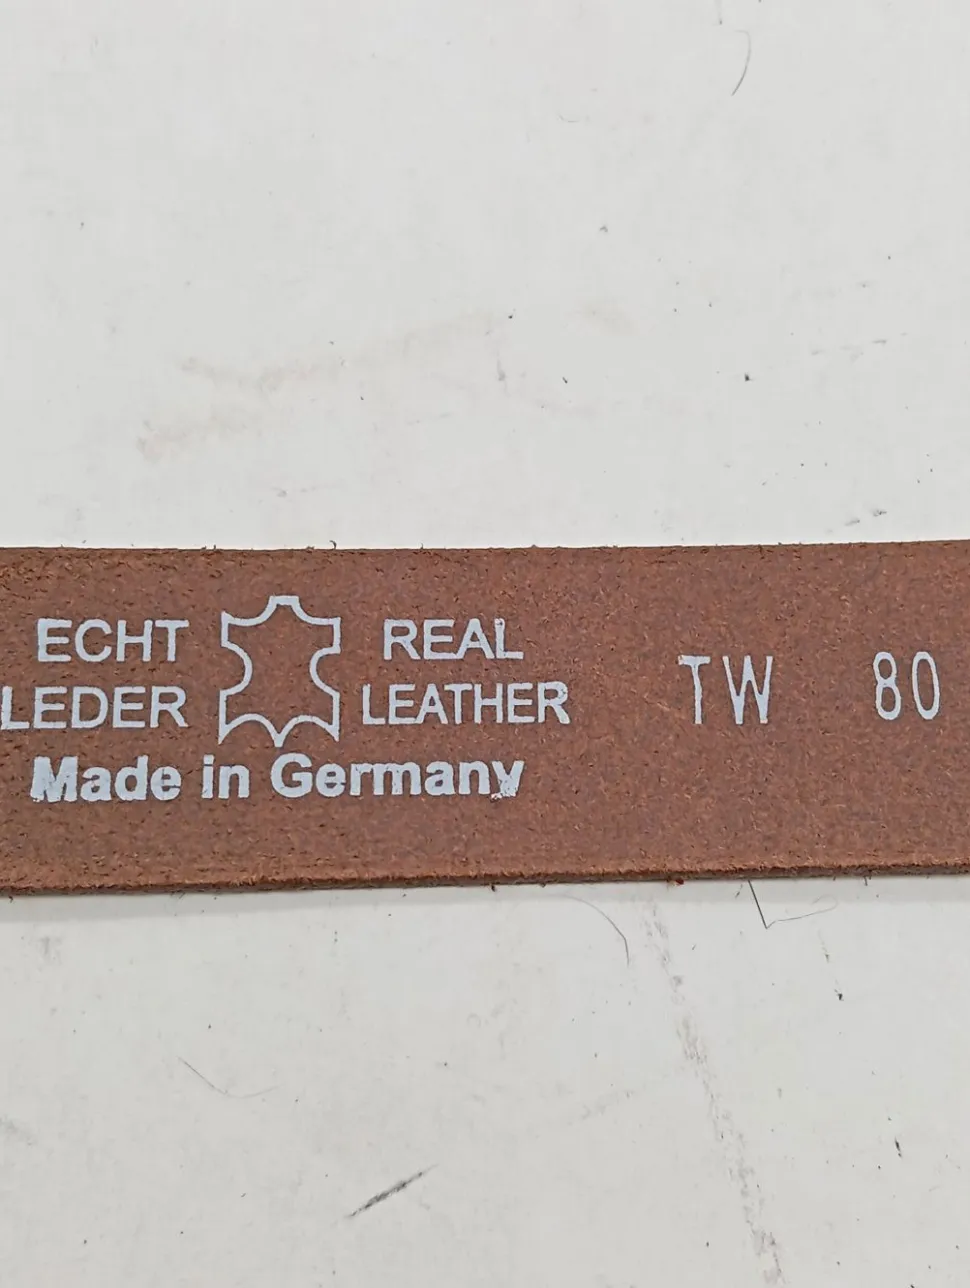 ECHT REAL
LEDER LEATHER
Made in Germany
TW 80